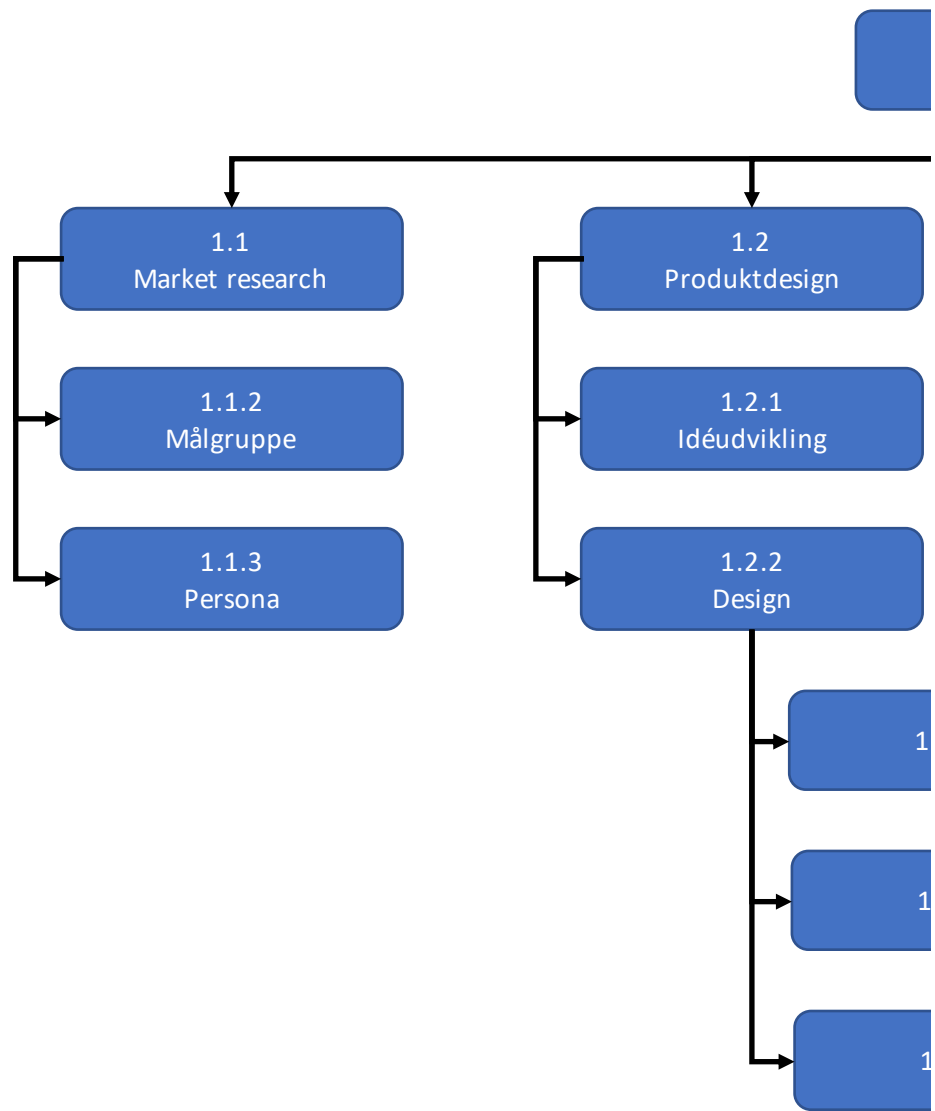 1.1
Market research
1.2
Produktdesign
1.1.2
Målgruppe
1.2.1
Idéudvikling
1.1.3
Persona
1.2.2
Design
1
1
1